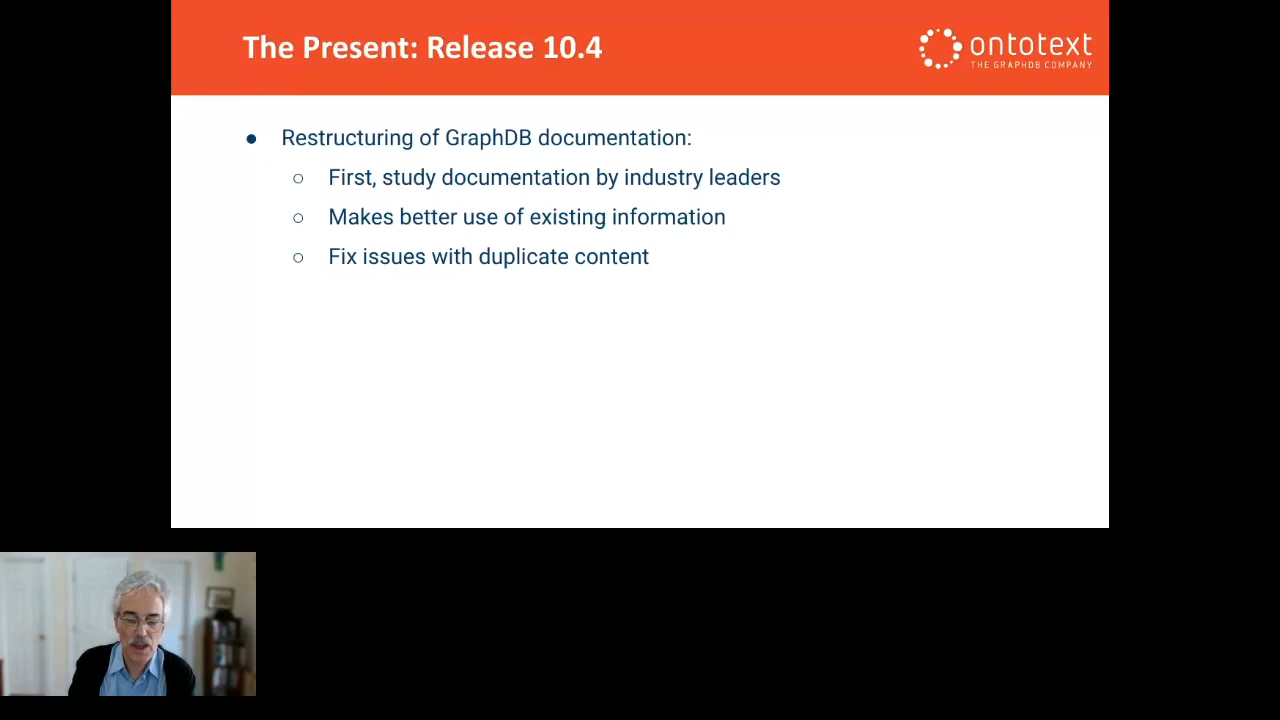 The Present: Release 10.4
ontotext
THE GRAPHDB COMPANY
● Restructuring of GraphDB documentation:
○ First, study documentation by industry leaders
○ Makes better use of existing information
○ Fix issues with duplicate content